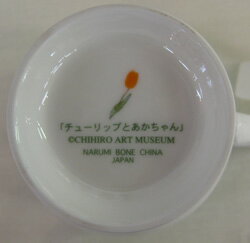 「チューリップとあかちゃん」
©CHIHIRO ART MUSEUM
NARUMI BONE CHINA
JAPAN